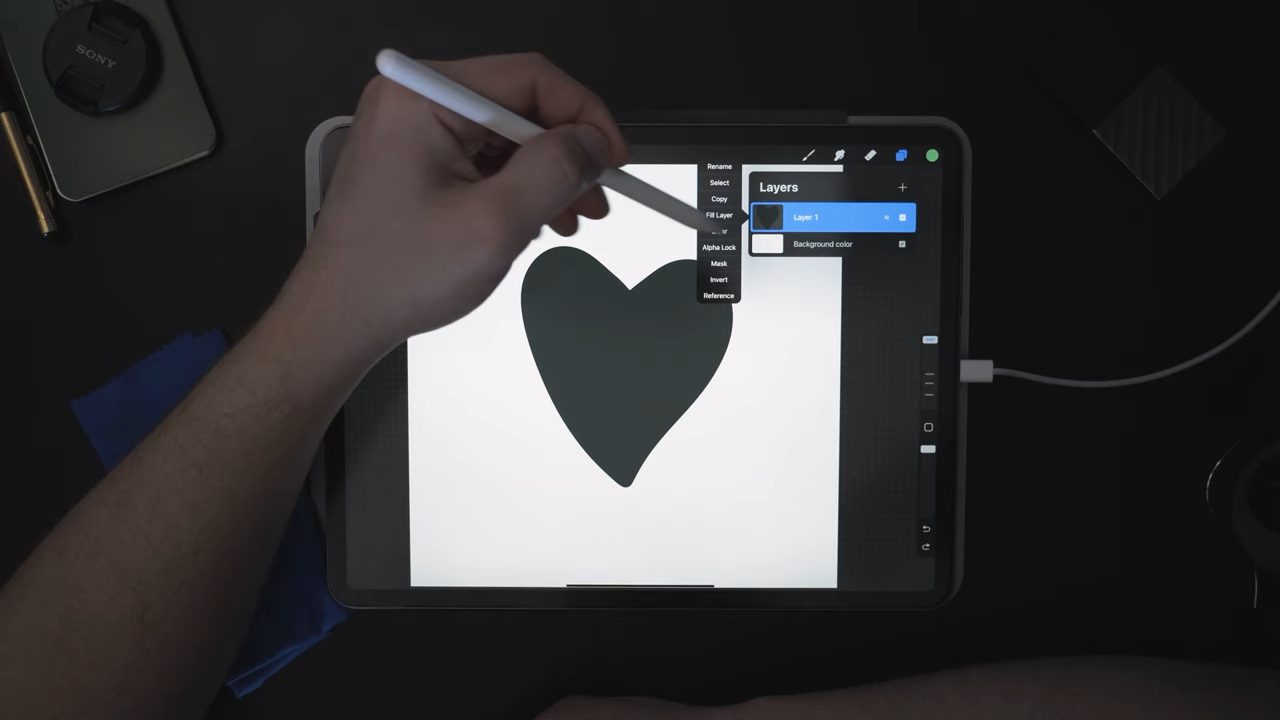 SONY
Rename
Select
Copy
Fill Layer
Alpha Lock
Mask
Invert
Reference
Layers
Layer 1
N
Background color